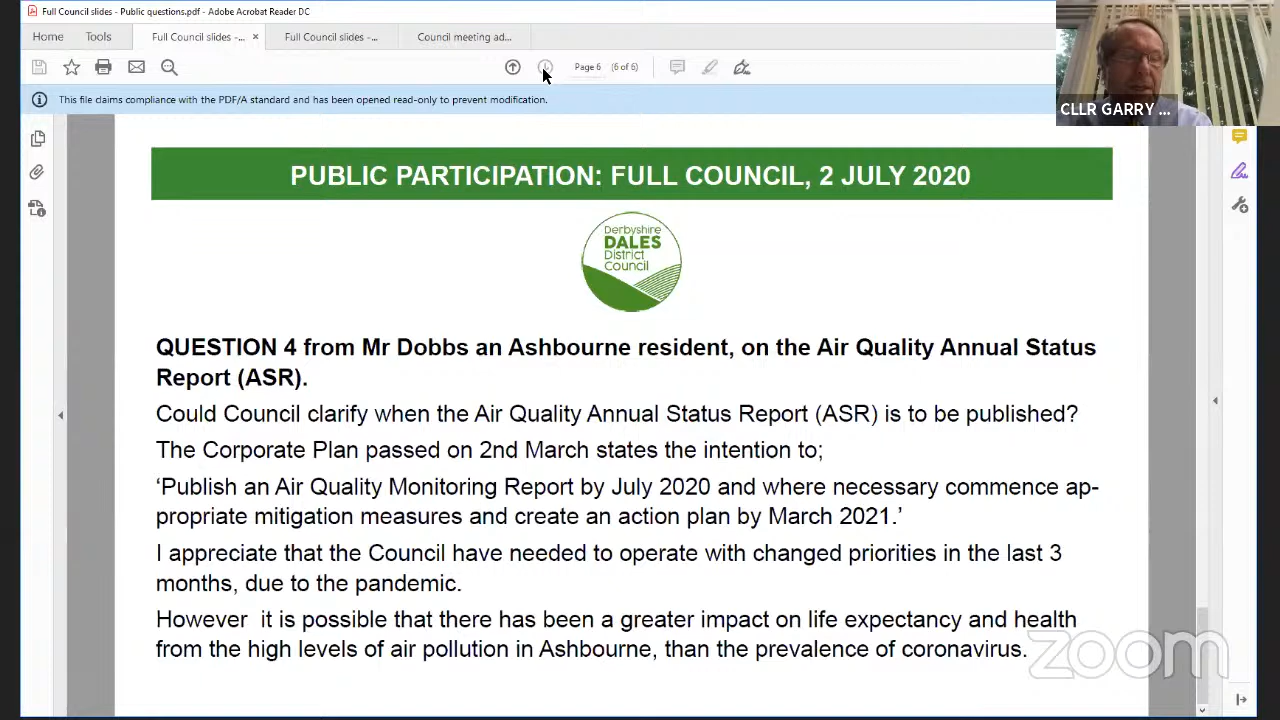 Full Council slides - Public questions.pdf - Adobe Acrobat Reader DC
Home Tools Full Council slides -... × Full Council slides -... Council meeting ad...
Page 6 (6 of 6)
This file claims compliance with the PDF/A standard and has been opened read-only to prevent modification.
CLLR GARRY ...
PUBLIC PARTICIPATION: FULL COUNCIL, 2 JULY 2020
Derbyshire
DALES
District
Council
QUESTION 4 from Mr Dobbs an Ashbourne resident, on the Air Quality Annual Status
Report (ASR).
Could Council clarify when the Air Quality Annual Status Report (ASR) is to be published?
The Corporate Plan passed on 2nd March states the intention to;
‘Publish an Air Quality Monitoring Report by July 2020 and where necessary commence ap-
propriate mitigation measures and create an action plan by March 2021.’
I appreciate that the Council have needed to operate with changed priorities in the last 3
months, due to the pandemic.
However it is possible that there has been a greater impact on life expectancy and health
from the high levels of air pollution in Ashbourne, than the prevalence of coronavirus.
zoom